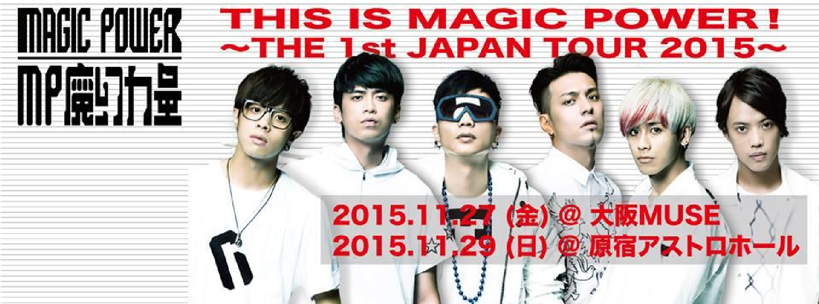 MAGIC POWER
MP魔幻力量
THIS IS MAGIC POWER!
〜THE 1st JAPAN TOUR 2015〜
2015.11.27 (金) @ 大阪MUSE
2015.11.29 (日) @ 原宿アストロホール